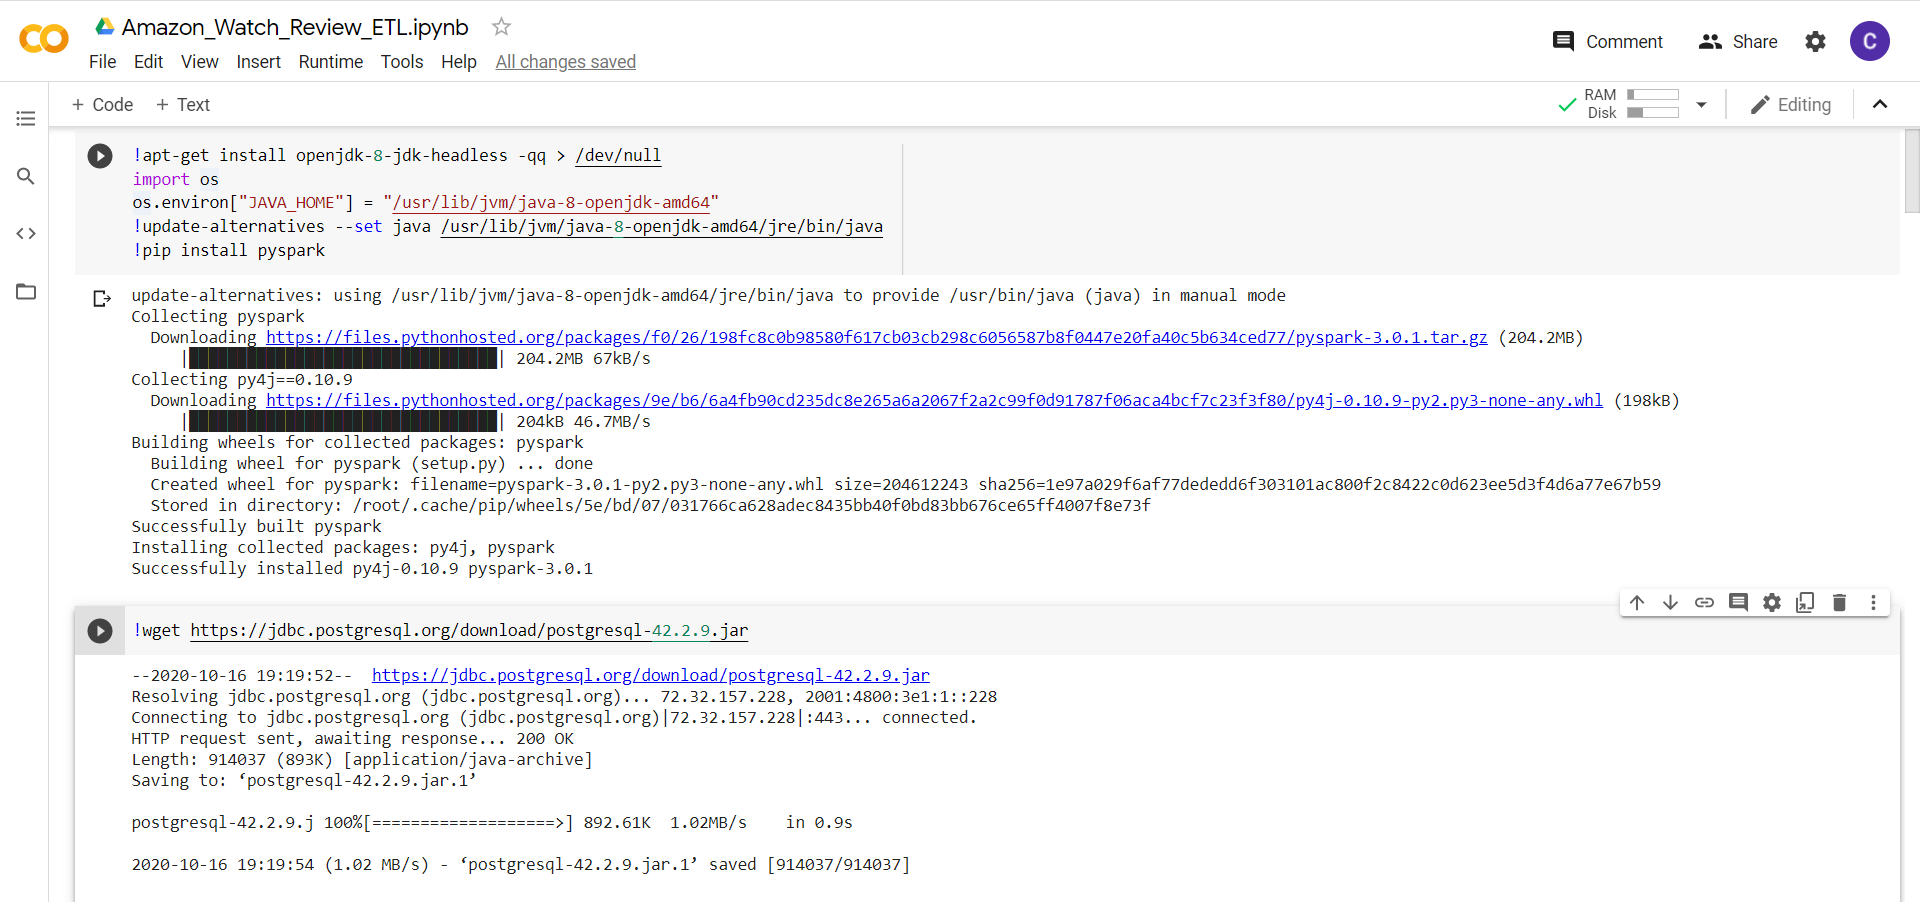 Amazon_Watch_Review_ETL.ipynb
File Edit View Insert Runtime Tools Help All changes saved
Comment Share C
+ Code + Text
RAM
Disk
Editing
!apt-get install openjdk-8-jdk-headless -qq > /dev/null
import os
os.environ["JAVA_HOME"] = "/usr/lib/jvm/java-8-openjdk-amd64"
!update-alternatives --set java /usr/lib/jvm/java-8-openjdk-amd64/jre/bin/java
!pip install pyspark
update-alternatives: using /usr/lib/jvm/java-8-openjdk-amd64/jre/bin/java to provide /usr/bin/java (java) in manual mode
Collecting pyspark
Downloading https://files.pythonhosted.org/packages/f0/26/198fc8c0b98580f617cb03cb298c6056587b8f0447e20fa40c5b634ced77/pyspark-3.0.1.tar.gz (204.2MB)
|████████████████████████████████| 204.2MB 67kB/s
Collecting py4j==0.10.9
Downloading https://files.pythonhosted.org/packages/9e/b6/6a4fb90cd235dc8e265a6a2067f2a2c99f0d91787f06aca4bcf7c23f3f80/py4j-0.10.9-py2.py3-none-any.whl (198kB)
|████████████████████████████████| 204kB 46.7MB/s
Building wheels for collected packages: pyspark
Building wheel for pyspark (setup.py) ... done
Created wheel for pyspark: filename=pyspark-3.0.1-py2.py3-none-any.whl size=204612243 sha256=1e97a029f6af77dededd6f303101ac800f2c8422c0d623ee5d3f4d6a77e67b59
Stored in directory: /root/.cache/pip/wheels/5e/bd/07/031766ca628adec8435bb40f0bd83bb676ce65ff4007f8e73f
Successfully built pyspark
Installing collected packages: py4j, pyspark
Successfully installed py4j-0.10.9 pyspark-3.0.1
!wget https://jdbc.postgresql.org/download/postgresql-42.2.9.jar
--2020-10-16 19:19:52-- https://jdbc.postgresql.org/download/postgresql-42.2.9.jar
Resolving jdbc.postgresql.org (jdbc.postgresql.org)... 72.32.157.228, 2001:4800:3e1:1::228
Connecting to jdbc.postgresql.org (jdbc.postgresql.org)|72.32.157.228|:443... connected.
HTTP request sent, awaiting response... 200 OK
Length: 914037 (893K) [application/java-archive]
Saving to: ‘postgresql-42.2.9.jar.1’
postgresql-42.2.9.j 100%[===================>] 892.61K 1.02MB/s in 0.9s
2020-10-16 19:19:54 (1.02 MB/s) - ‘postgresql-42.2.9.jar.1’ saved [914037/914037]